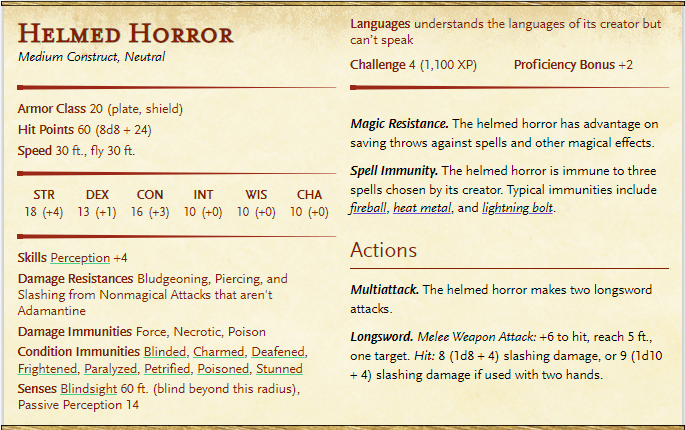 Helmed Horror
Medium Construct, Neutral
Armor Class 20 (plate, shield)
Hit Points 60 (8d8 + 24)
Speed 30 ft., fly 30 ft.
STR DEX CON INT WIS CHA
18 (+4) 13 (+1) 16 (+3) 10 (+0) 10 (+0) 10 (+0)
Skills Perception +4
Damage Resistances Bludgeoning, Piercing, and
Slashing from Nonmagical Attacks that aren't
Adamantine
Damage Immunities Force, Necrotic, Poison
Condition Immunities Blinded, Charmed, Deafened,
Frightened, Paralyzed, Petrified, Poisoned, Stunned
Senses Blindsight 60 ft. (blind beyond this radius),
Passive Perception 14
Languages understands the languages of its creator but
can't speak
Challenge 4 (1,100 XP) Proficiency Bonus +2
Magic Resistance. The helmed horror has advantage on
saving throws against spells and other magical effects.
Spell Immunity. The helmed horror is immune to three
spells chosen by its creator. Typical immunities include
fireball, heat metal, and lightning bolt.
Actions
Multiattack. The helmed horror makes two longsword
attacks.
Longsword. Melee Weapon Attack: +6 to hit, reach 5 ft.,
one target. Hit: 8 (1d8 + 4) slashing damage, or 9 (1d10
+ 4) slashing damage if used with two hands.